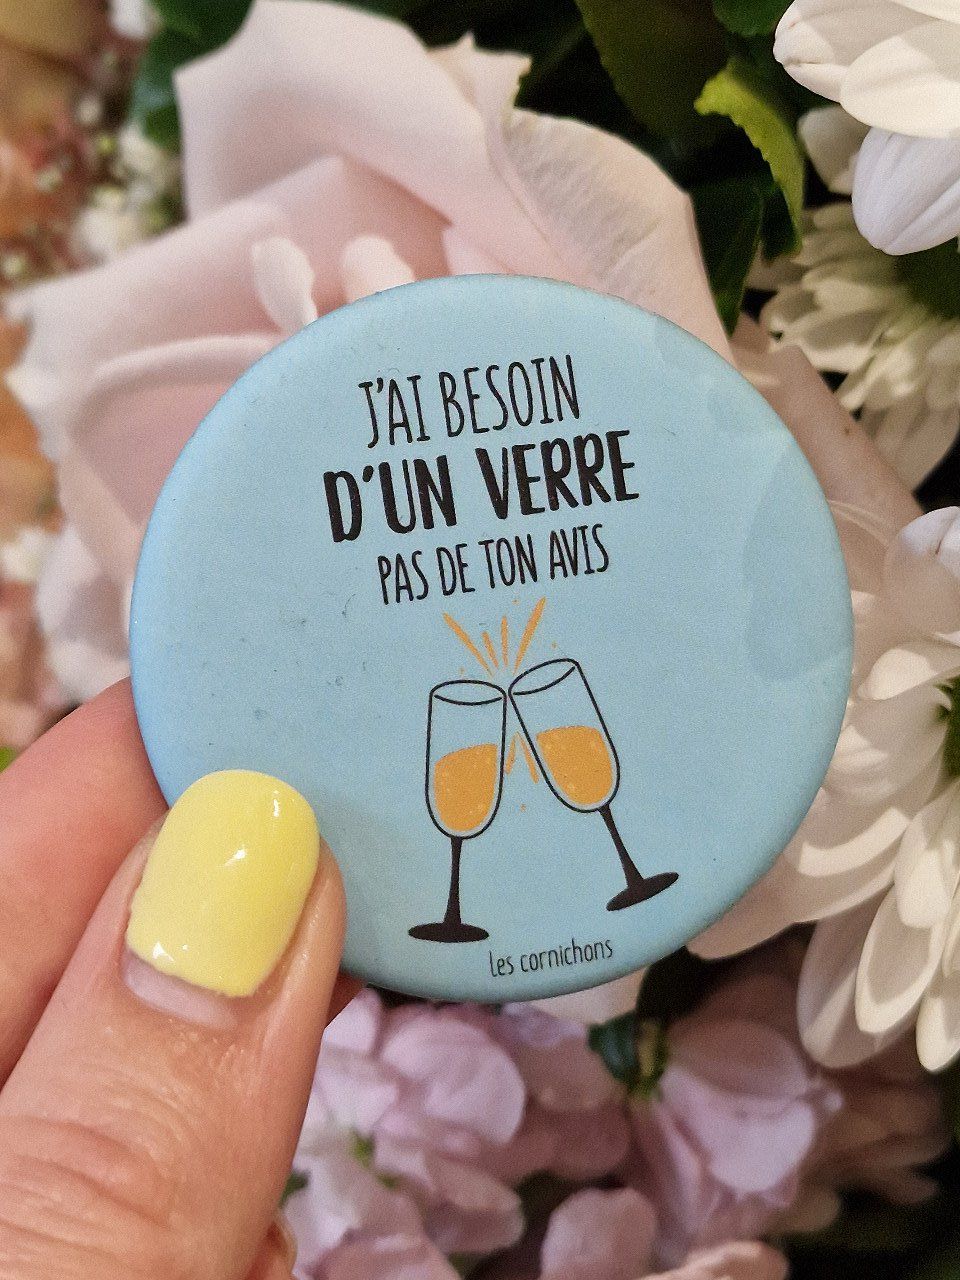 J'AI BESOIN
D'UN VERRE
PAS DE TON AVIS
Les cornichons